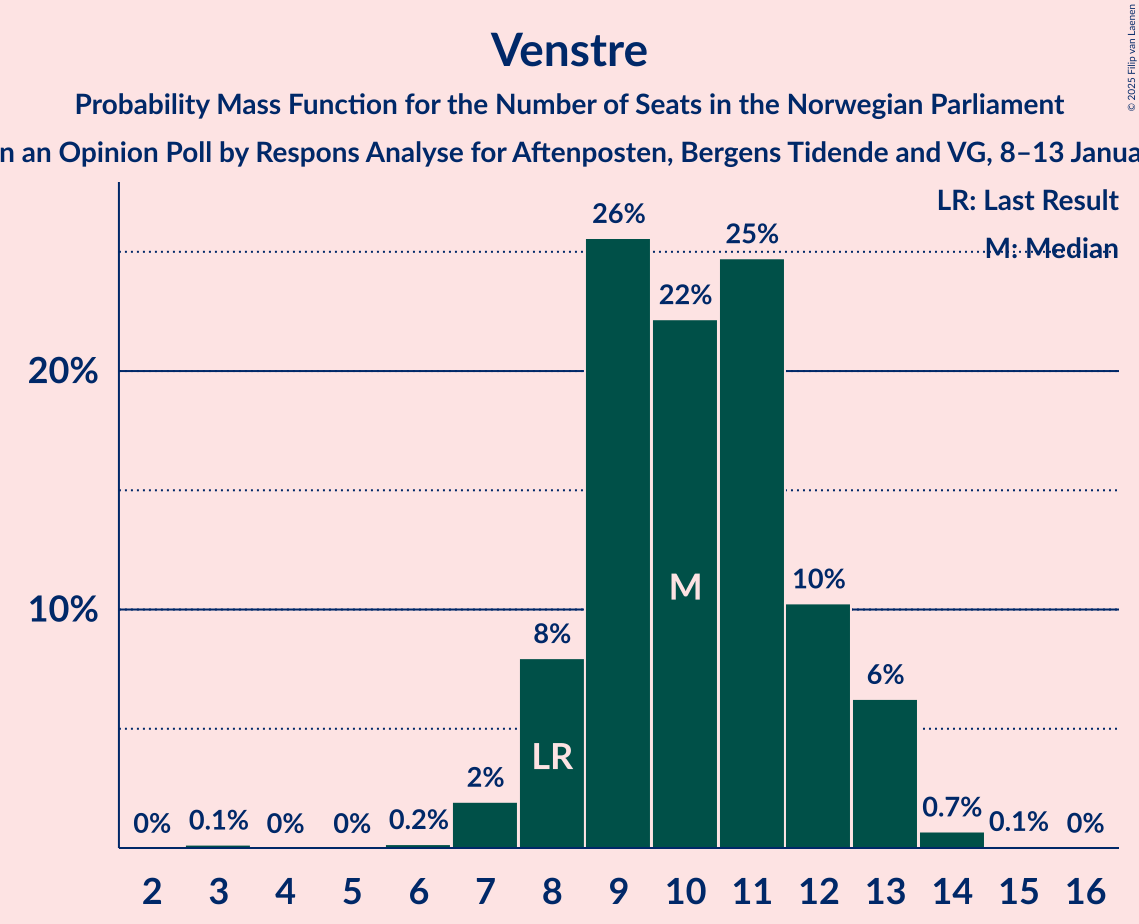 Venstre
Probability Mass Function for the Number of Seats in the Norwegian Parliament
an Opinion Poll by Respons Analyse for Aftenposten, Bergens Tidende and VG, 8–13
© 2025 Filip van Laenen
LR: Last Result
M: Median
20%
10%
0%
0.1%
0%
0%
0.2%
2%
8%
26%
22%
25%
10%
6%
0.7%
0.1%
0%
LR
M
2 3 4 5 6 7 8 9 10 11 12 13 14 15 16